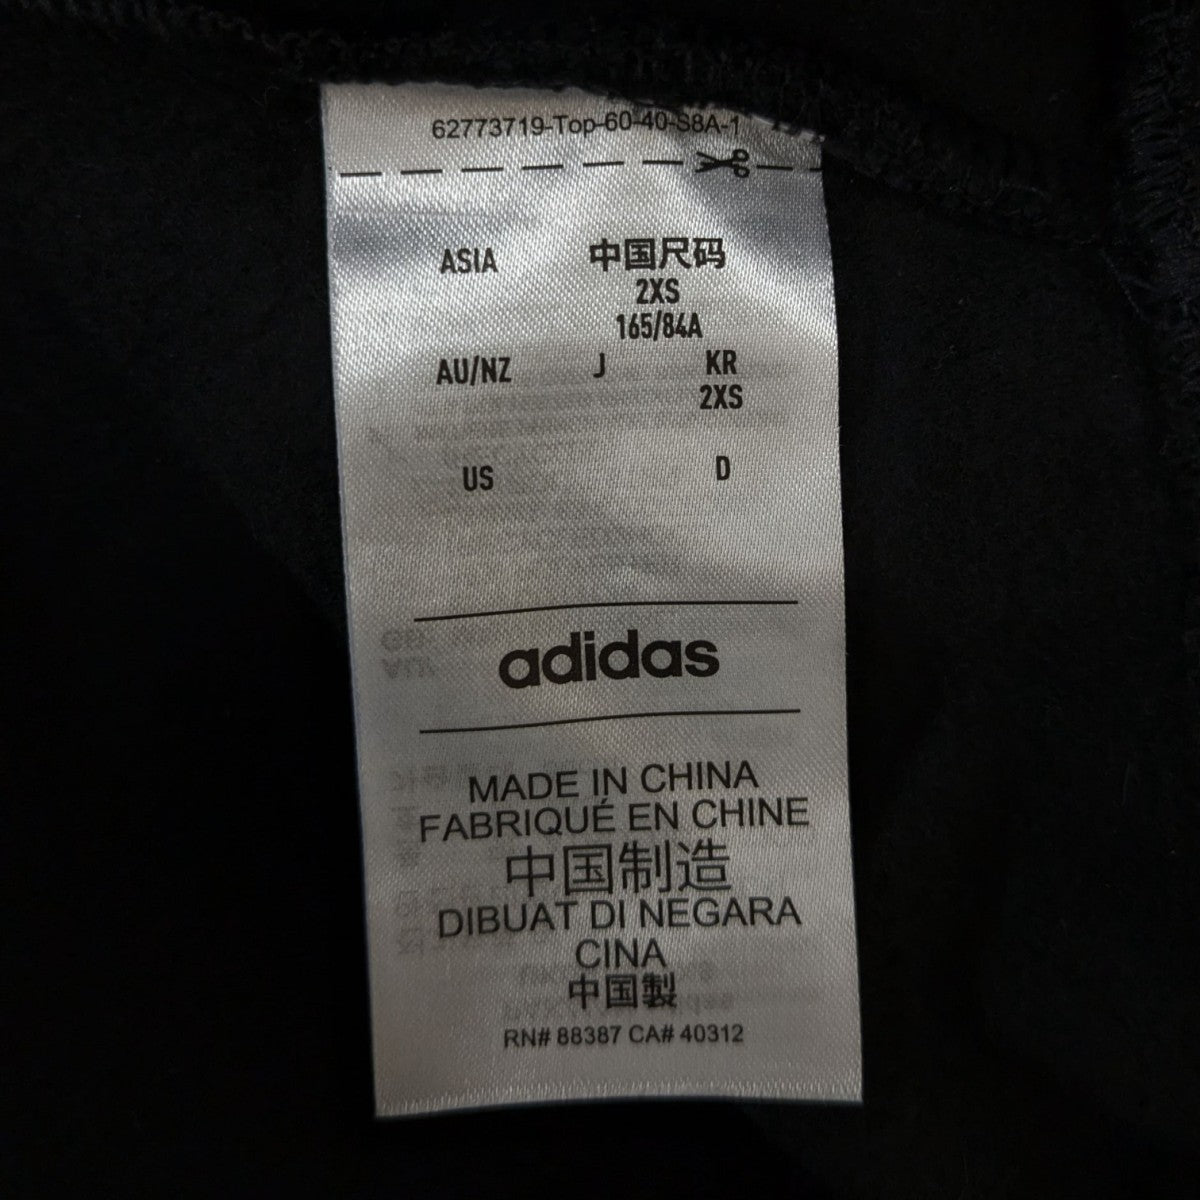 62773719-Top-60-40-S8A-1
ASIA 中国尺码
2XS
165/84A
AU/NZ J KR
2XS
US D
adidas
MADE IN CHINA
FABRIQUÉ EN CHINE
中国制造
DIBUAT DI NEGARA
CINA
中国製
RN# 88387 CA# 40312